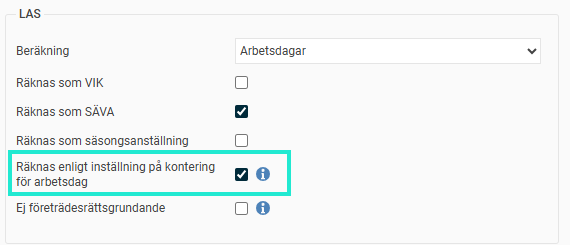 LAS
Beräkning
Arbetsdagar
Räknas som VIK
Räknas som SÄVA
Räknas som säsongsanställning
Räknas enligt inställning på kontering
för arbetsdag
Ej företrädesrättsgrundande